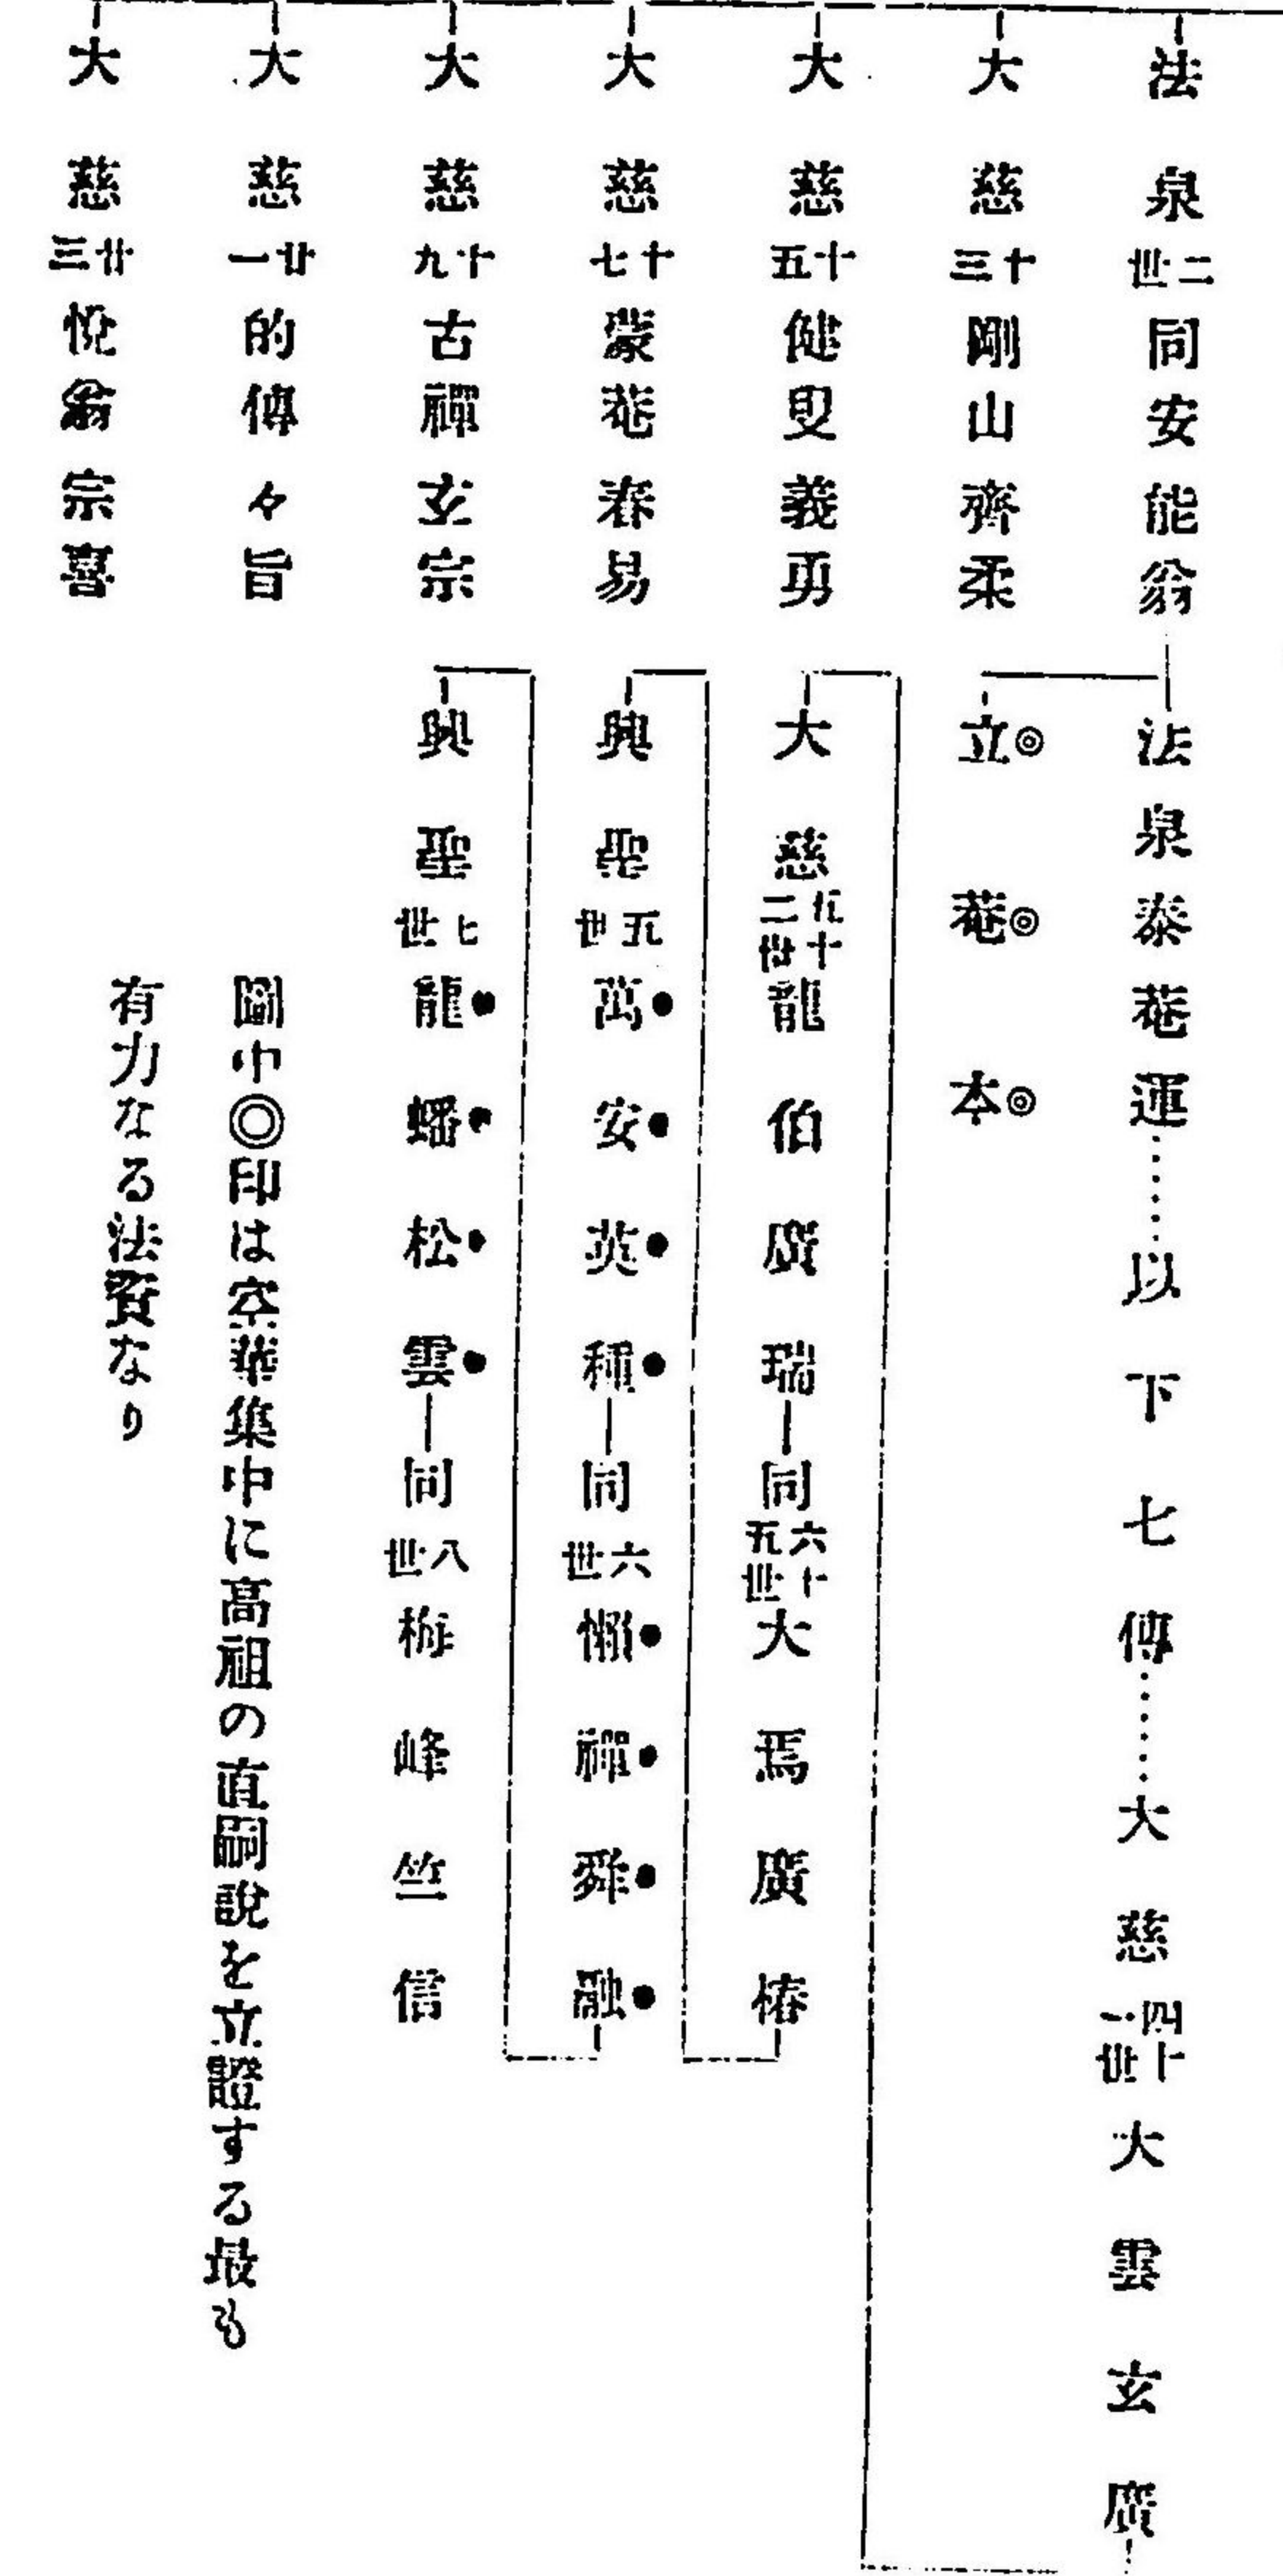 法泉二世同安能翁
法泉泰菴運……以下七傳……大慈四十一世大雲玄廣
大慈十三剛山齊柔
立◎菴◎本◎
大慈十五健叟義勇
大慈五十二世龍伯廣瑞―同六十五世大焉廣椿
大慈十七蒙菴春易
興聖五世萬●安●英●種●―同六世懶●禪●舜●融●
大慈十九古禪玄宗
興聖七世龍●蟠●松●雲●―同八世梅峰竺信
大慈廿一的傳々旨
大慈廿三悅翁宗喜
圖中◎印は空華集中に高祖の直嗣說を立證する最も
有力なる法資なり